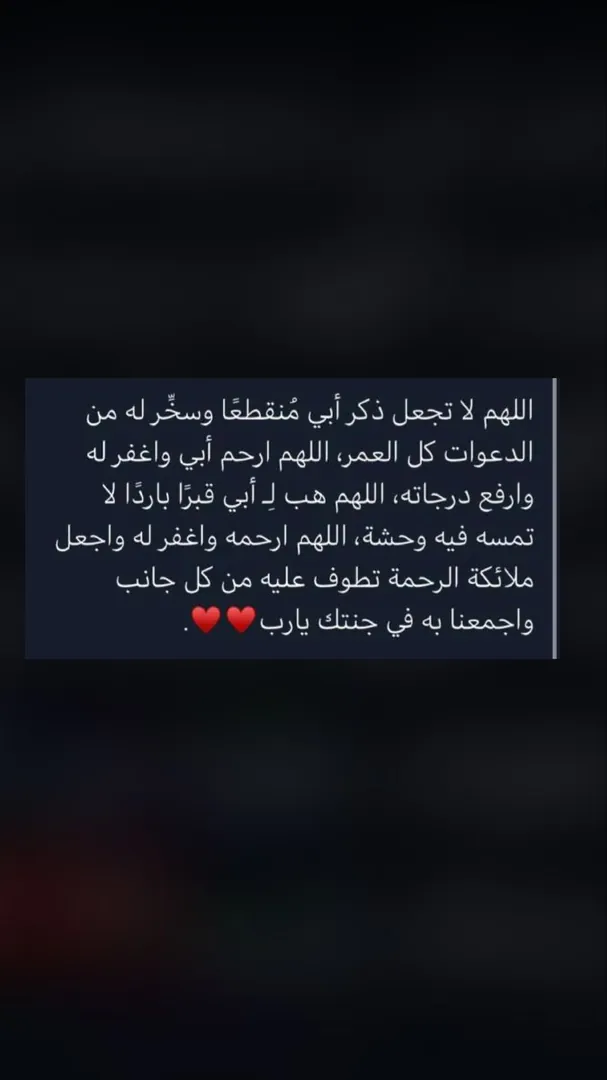 اللهم لا تجعل ذكر أبي مُنقطعًا وسخِّر له من
الدعوات كل العمر، اللهم ارحم أبي واغفر له
وارفع درجاته، اللهم هب لِـ أبي قبرًا باردًا لا
تمسه فيه وحشة، اللهم ارحمه واغفر له واجعل
ملائكة الرحمة تطوف عليه من كل جانب
واجمعنا به في جنتك يارب♥️♥️.